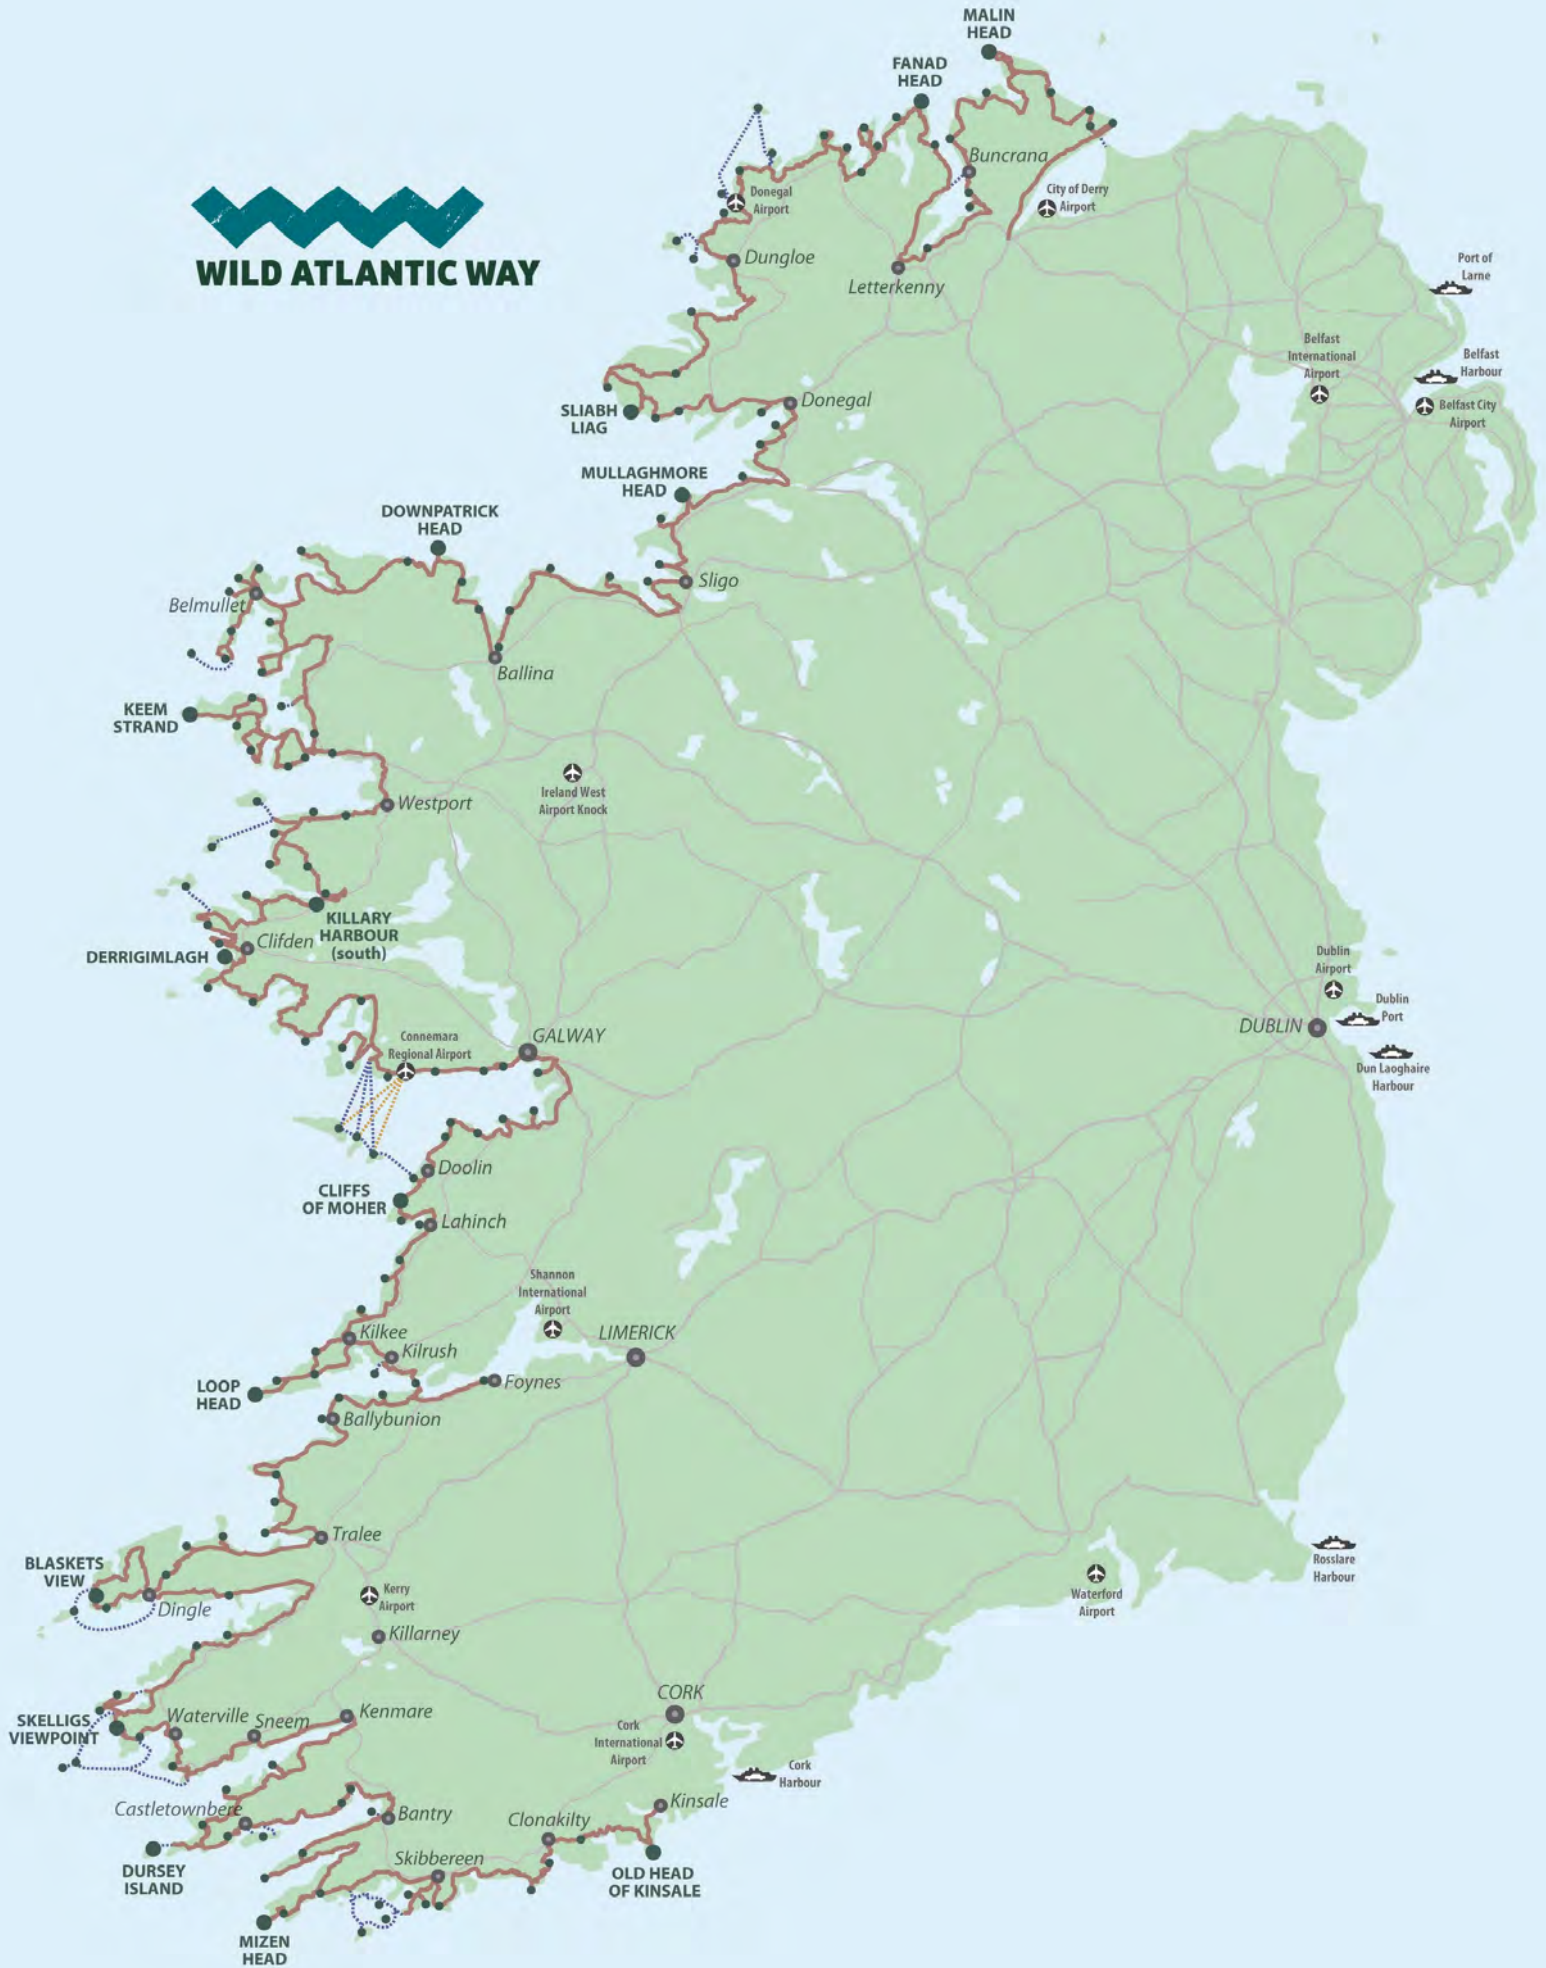 MALIN
HEAD
FANAD
HEAD
Buncrana
Donegal
Airport
City of Derry
Airport
WILD ATLANTIC WAY
Dungloe
Letterkenny
Port of
Larne
Belfast
International
Airport
Belfast
Harbour
Belfast City
Airport
SLIABH
LIAG
Donegal
MULLAGHMORE
HEAD
DOWNPATRICK
HEAD
Sligo
Belmullet
Ballina
KEEM
STRAND
Ireland West
Airport Knock
Westport
KILLARY
HARBOUR
(south)
Clifden
DERRIGIMLAGH
Dublin
Airport
Dublin
Port
DUBLIN
Dun Laoghaire
Harbour
Connemara
Regional Airport
GALWAY
Doolin
CLIFFS
OF MOHER
Lahinch
Shannon
International
Airport
LIMERICK
Kilkee
Kilrush
LOOP
HEAD
Foynes
Ballybunion
Tralee
BLASKETS
VIEW
Dingle
Kerry
Airport
Killarney
Rosslare
Harbour
Waterford
Airport
SKELLIGS
VIEWPOINT
Waterville
Sneem
Kenmare
CORK
Cork
International
Airport
Cork
Harbour
Castletownbere
Bantry
Clonakilty
Kinsale
DURSEY
ISLAND
Skibbereen
OLD HEAD
OF KINSALE
MIZEN
HEAD